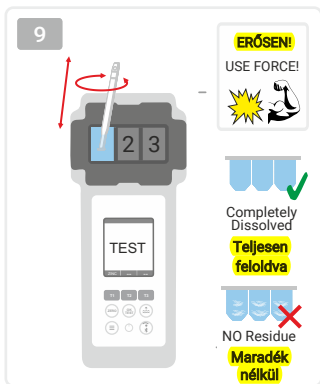 9
ERŐSEN!
USE FORCE!
2 3
TEST
Completely
Dissolved
Teljesen
feloldva
NO Residue
Maradék
nélkül